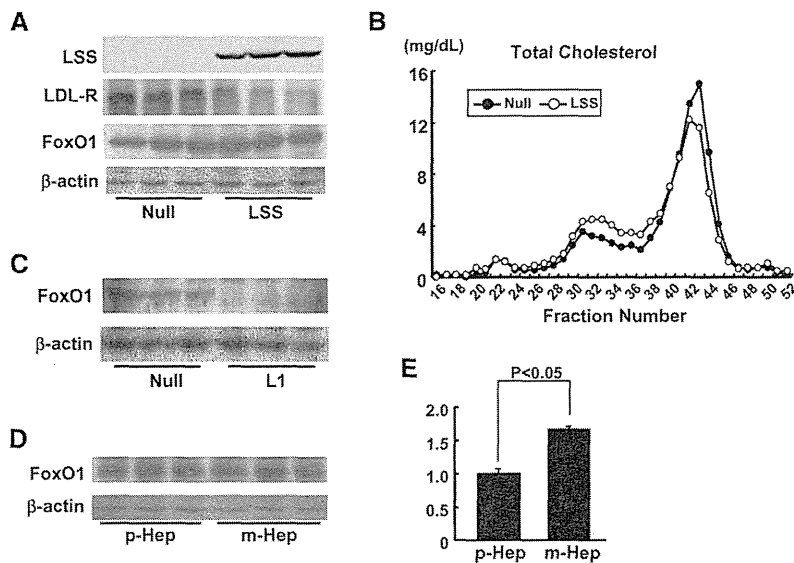 A
LSS
LDL-R
FoxO1
β-actin
Null LSS
B
(mg/dL) Total Cholesterol
16
12
8
4
0
Null LSS
16 18 20 22 24 26 28 30 32 34 36 38 40 42 44 46 48 50 52
Fraction Number
C
FoxO1
β-actin
Null L1
D
FoxO1
β-actin
p-Hep m-Hep
E
P<0.05
2.0
1.5
1.0
0.5
0
p-Hep m-Hep